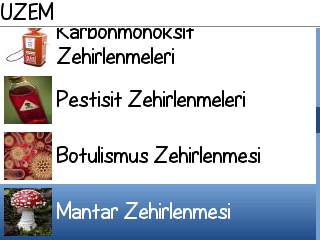 UZEM
Karbonmonoksit
Zehirlenmeleri
Pestisit Zehirlenmeleri
Botulismus Zehirlenmesi
Mantar Zehirlenmesi